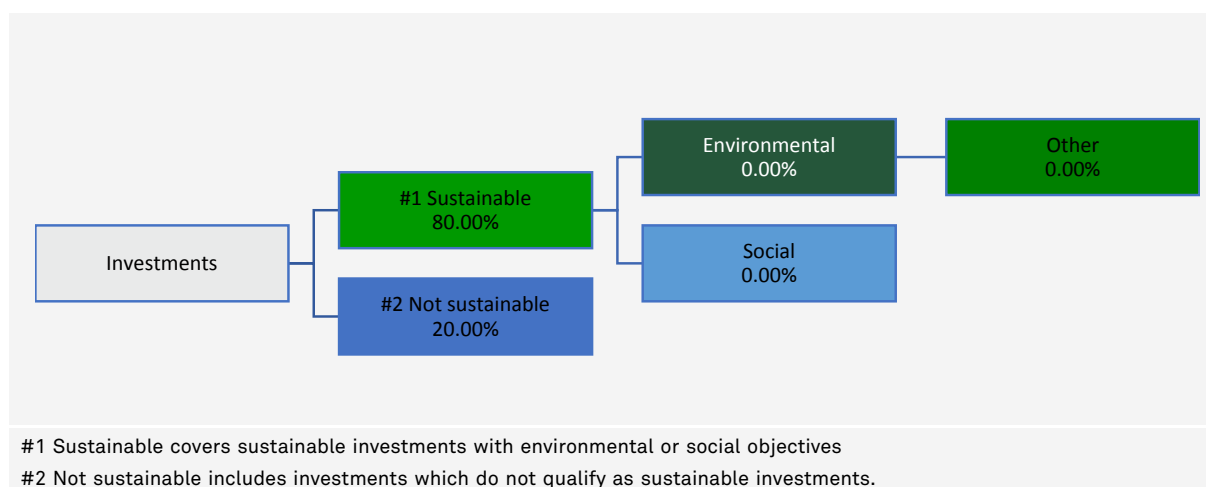 Investments
#1 Sustainable
80.00%
#2 Not sustainable
20.00%
Environmental
0.00%
Social
0.00%
Other
0.00%
#1 Sustainable covers sustainable investments with environmental or social objectives
#2 Not sustainable includes investments which do not qualify as sustainable investments.